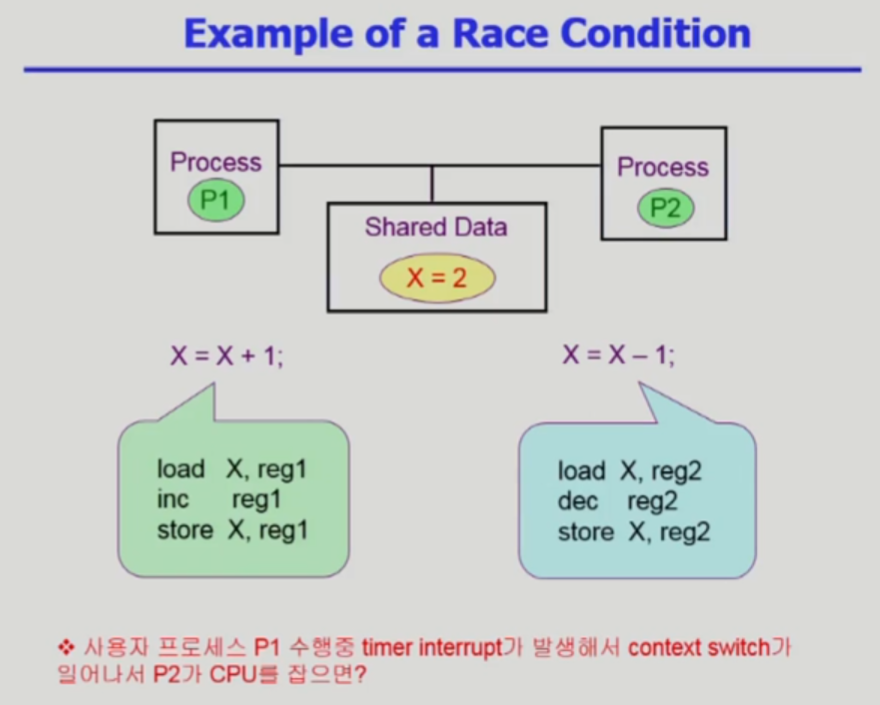 Example of a Race Condition
Process
P1
Process
P2
Shared Data
X = 2
X = X + 1;
X = X – 1;
load X, reg1
inc reg1
store X, reg1
load X, reg2
dec reg2
store X, reg2
❖ 사용자 프로세스 P1 수행중 timer interrupt가 발생해서 context switch가
일어나서 P2가 CPU를 잡으면?